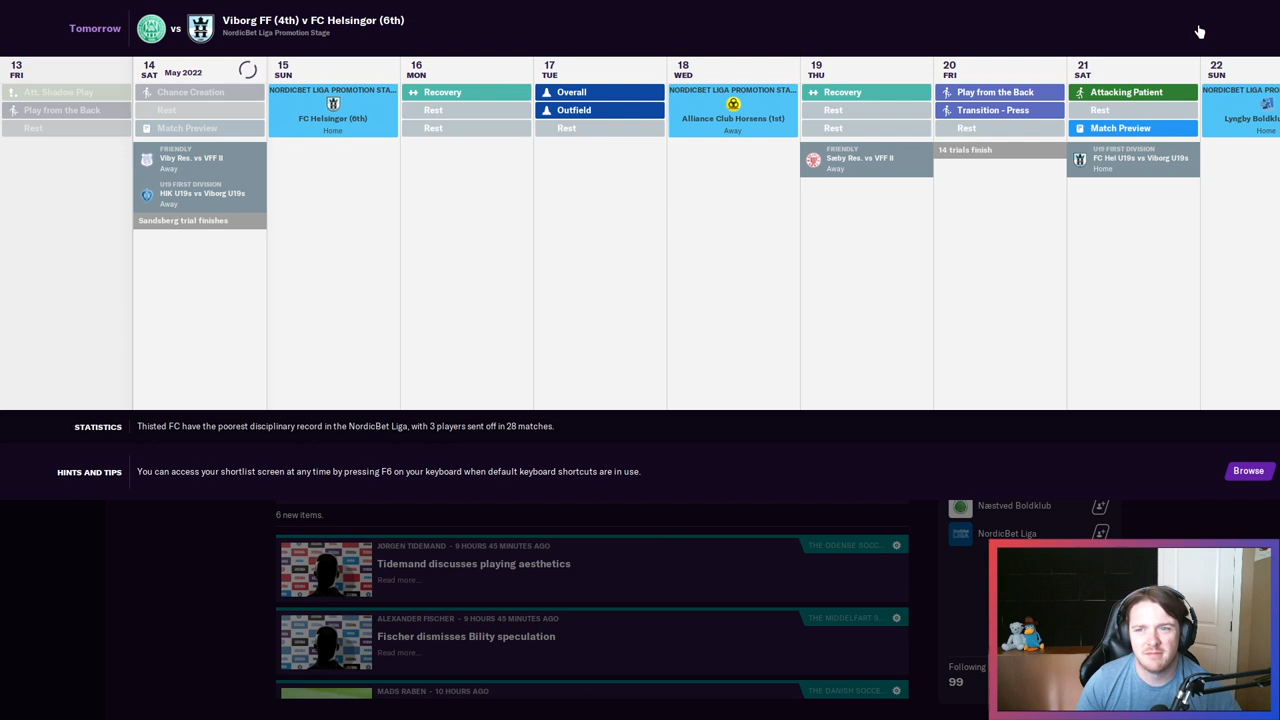 Tomorrow
vs
Viborg FF (4th) v FC Helsingør (6th)
NordicBet Liga Promotion Stage
13
FRI
14
SAT May 2022
15
SUN
16
MON
17
TUE
18
WED
19
THU
20
FRI
21
SAT
22
SUN
Att. Shadow Play
Play from the Back
Rest
Chance Creation
Rest
Match Preview
FRIENDLY
Viby Res. vs VFF II
Away
U19 FIRST DIVISION
HIK U19s vs Viborg U19s
Away
Sandsberg trial finishes
NORDICBET LIGA PROMOTION STA...
FC Helsingr (6th)
Home
Recovery
Rest
Rest
Overall
Outfield
Rest
NORDICBET LIGA PROMOTION STA...
Alliance Club Horsens (1st)
Away
Recovery
Rest
Rest
FRIENDLY
Sæby Res. vs VFF II
Away
Play from the Back
Transition - Press
Rest
14 trials finish
Attacking Patient
Rest
Match Preview
U19 FIRST DIVISION
FC Hel U19s vs Viborg U19s
Home
NORDICBET LIGA PRO
Lyngby Boldklu
Home
STATISTICS
Thisted FC have the poorest disciplinary record in the NordicBet Liga, with 3 players sent off in 28 matches.
HINTS AND TIPS
You can access your shortlist screen at any time by pressing F6 on your keyboard when default keyboard shortcuts are in use.
Browse
6 new items.
JØRGEN TIDEMAND - 9 HOURS 45 MINUTES AGO
THE ODENSE SOCC...
Tidemand discusses playing aesthetics
Read more...
ALEXANDER FISCHER - 9 HOURS 45 MINUTES AGO
THE MIDDELFART S...
Fischer dismisses Bility speculation
Read more...
MADS RABEN - 10 HOURS AGO
THE DANISH SOCCE...
Næstved Boldklub
NordicBet Liga
Following
99